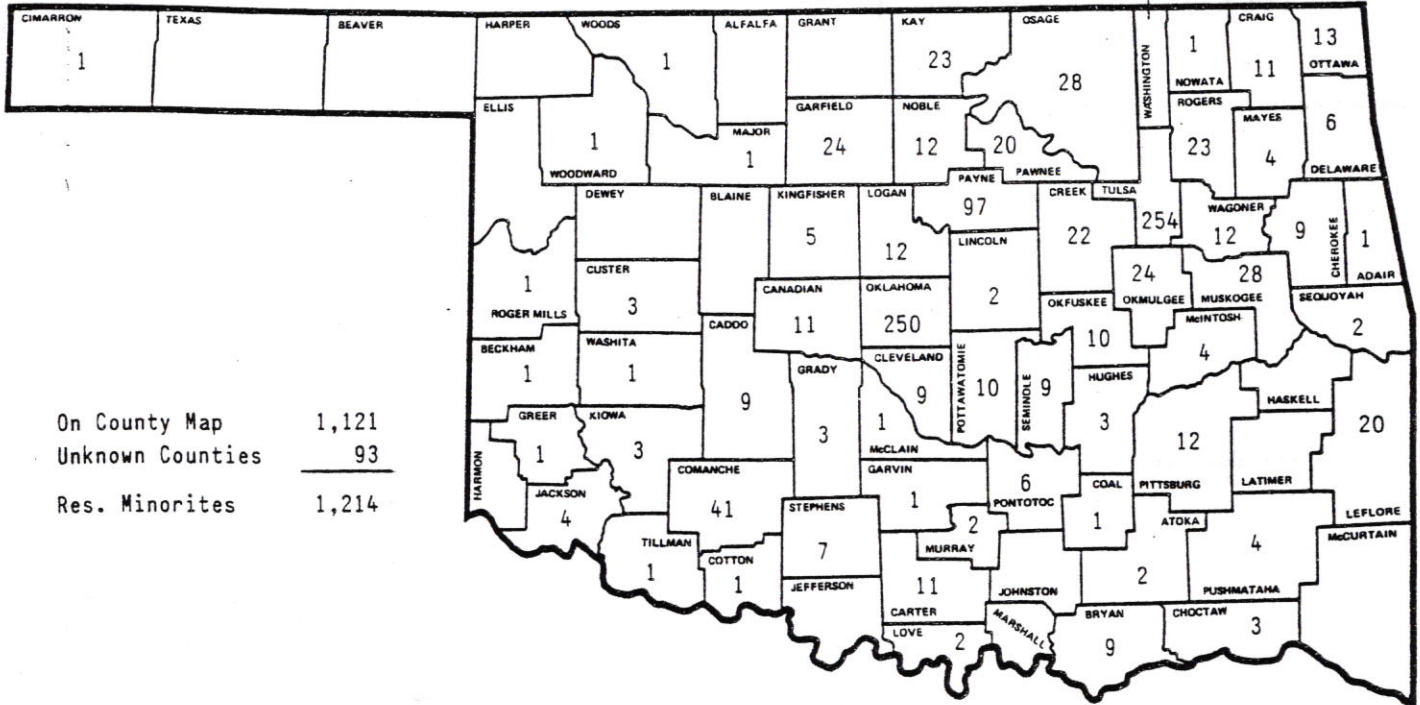 CIMARRON TEXAS BEAVER HARPER WOODS ALFALFA GRANT KAY OSAGE WASHINGTON CRAIG
1 1 23 28 1 11 13
NOWATA OTTAWA
ELLIS GARFIELD NOBLE ROGERS MAYES
1 MAJOR 1 24 12 20 23 4 6
WOODWARD PAYNE PAWNEE DELAWARE
DEWEY BLAINE KINGFISHER LOGAN 97 CREEK TULSA WAGONER
5 12 LINCOLN 22 254 12 9 CHEROKEE 1
CUSTER ADAIR
1 3 CANADIAN OKLAHOMA 2 24 28 SEQUOYAH
ROGER MILLS CADDO 11 250 OKFUSKEE OKMULGEE MUSKOGEE 2
BECKHAM WASHITA GRADY CLEVELAND 10 McINTOSH
1 1 9 9 POTTAWATOMIE 10 SEMINOLE 9 HUGHES 4 HASKELL
GREER KIOWA 3 1 3 12 20
1 3 McCLAIN
HARMON COMANCHE GARVIN 6 COAL PITTSBURG LATIMER
JACKSON 41 STEPHENS 1 PONTOTOC 1 ATOKA LEFLORE
4 TILLMAN 7 2 4 McCURTAIN
1 COTTON MURRAY 2 PUSHMATAHA
1 JEFFERSON 11 JOHNSTON
CARTER MARSHALL BRYAN CHOCTAW
LOVE 2 9 3
On County Map 1,121
Unknown Counties 93
Res. Minorites 1,214